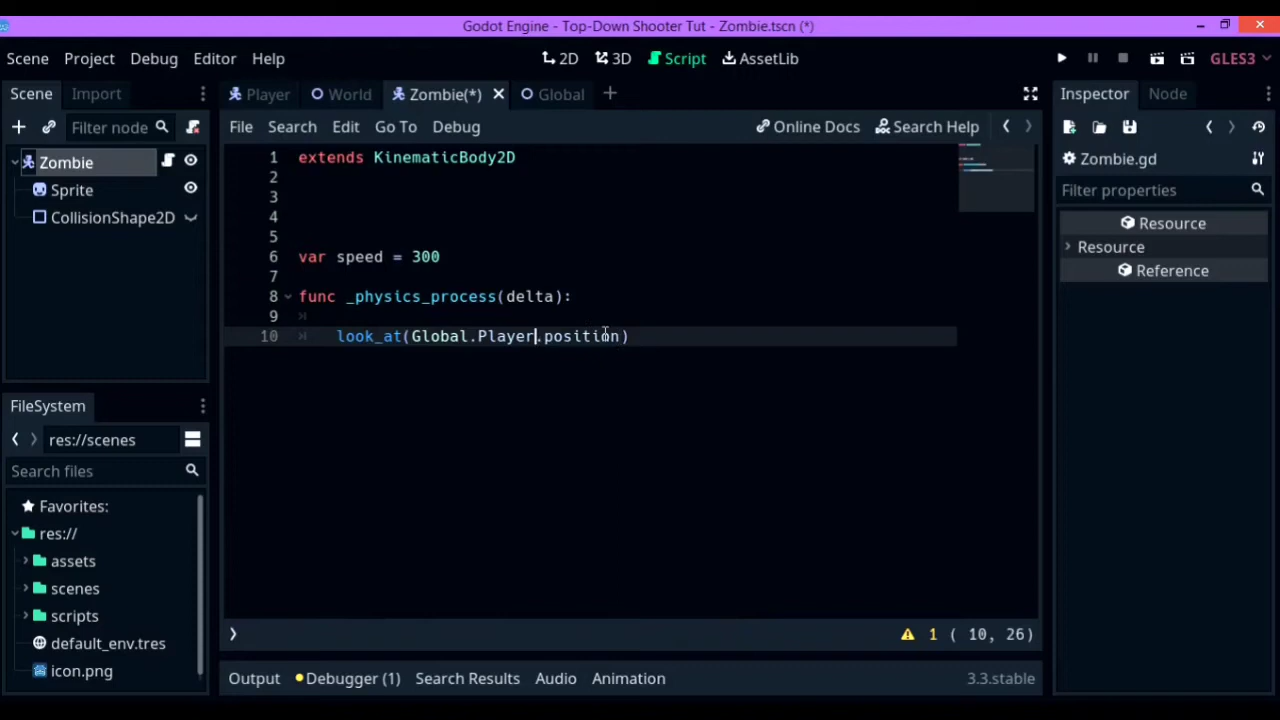 Godot Engine - Top-Down Shooter Tut - Zombie.tscn (*)
Scene Project Debug Editor Help
2D 3D Script AssetLib
GLES3
Scene Import
Filter node
Zombie
Sprite
CollisionShape2D
FileSystem
res://scenes
Search files
Favorites:
res://
assets
scenes
scripts
default_env.tres
icon.png
Player World Zombie(*) Global
File Search Edit Go To Debug
Online Docs Search Help
1 extends KinematicBody2D
2
3
4
5
6 var speed = 300
7
8 func _physics_process(delta):
9
10 look_at(Global.Player.position)
1 ( 10, 26)
Output Debugger (1) Search Results Audio Animation
3.3.stable
Inspector Node
Zombie.gd
Filter properties
Resource
Resource
Reference